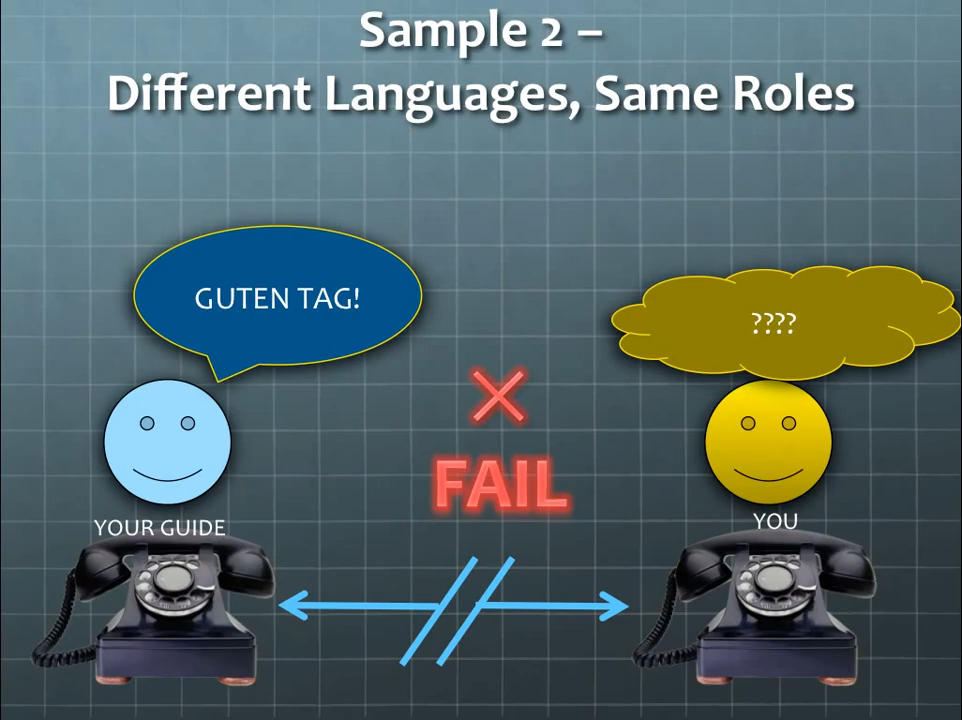 Sample 2 –
Different Languages, Same Roles
GUTEN TAG!
????
FAIL
YOUR GUIDE
YOU